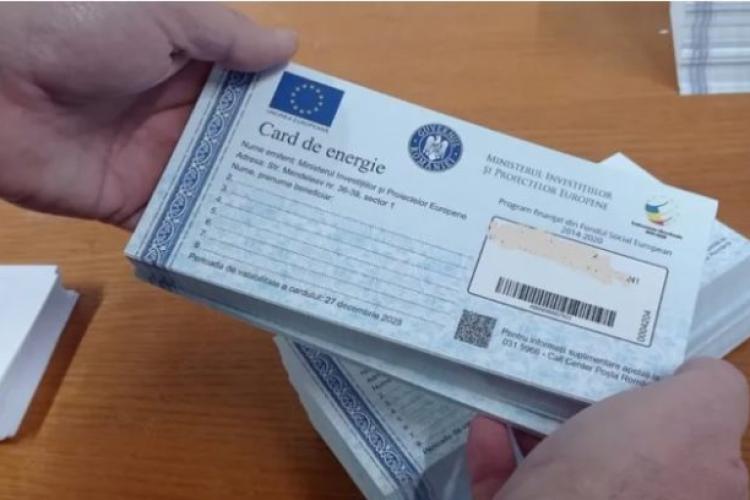 UNIUNEA EUROPEANĂ
Card de energie
Nume emitent: Ministerul Investițiilor și Proiectelor Europene
Adresa: Str. Mendeleev nr. 36-38, sector 1
Nume, prenume beneficiar:
2.
3.
4.
5.
6.
7.
8.
9.
Perioada de valabilitate a cardului: 27 decembrie 2023
GUVERNUL ROMÂNIEI
MINISTERUL INVESTIȚIILOR
ȘI PROIECTELOR EUROPENE
Program finanțat din Fondul Social European
2014-2020
2
241
0004204
Pentru informații suplimentare apelați la
031 5966 - Call Center Poșta Română